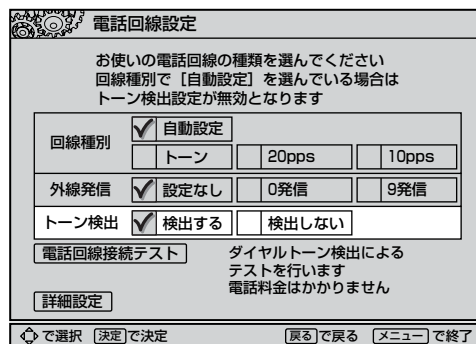 電話回線設定
お使いの電話回線の種類を選んでください
回線種別で［自動設定］を選んでいる場合は
トーン検出設定が無効となります
回線種別 自動設定
トーン 20pps 10pps
外線発信 設定なし 0発信 9発信
トーン検出 検出する 検出しない
電話回線接続テスト ダイヤルトーン検出による
テストを行います
電話料金はかかりません
詳細設定
で選択 決定 で決定 戻る で戻る メニュー で終了